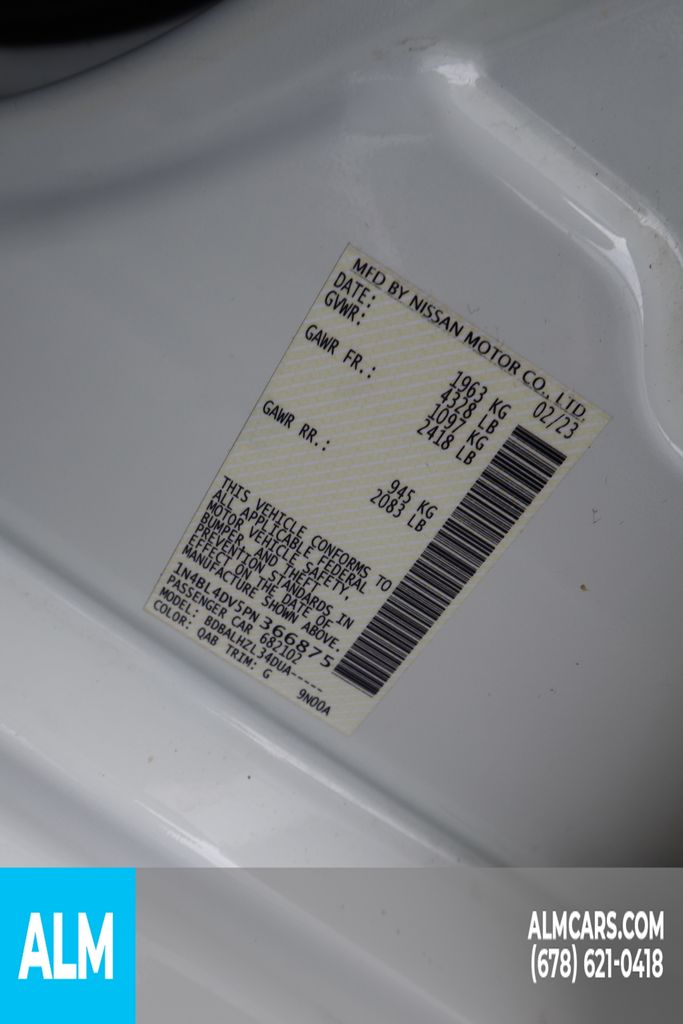 MFD BY NISSAN MOTOR CO., LTD.
DATE: 02/23
GVWR: 1963 KG
4328 LB
GAWR FR.: 1097 KG
2418 LB
GAWR RR.: 945 KG
2083 LB
THIS VEHICLE CONFORMS TO
ALL APPLICABLE FEDERAL
MOTOR VEHICLE SAFETY,
BUMPER, AND THEFT
PREVENTION STANDARDS IN
EFFECT ON THE DATE OF
MANUFACTURE SHOWN ABOVE.
1N4BL4DV5PN366875
PASSENGER CAR 682102
MODEL: BDBALHZL34DUA-----
COLOR: QAB TRIM: G 9N00A
ALM
ALMCARS.COM
(678) 621-0418